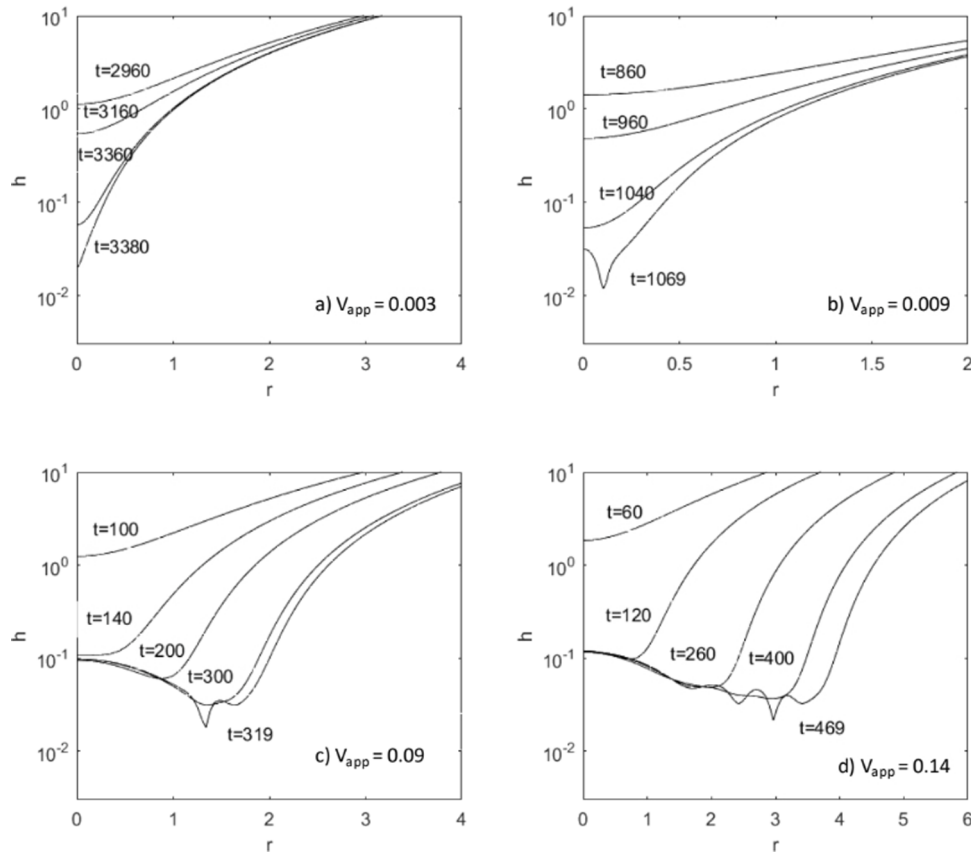 10^1
t=2960
10^0
t=3160
t=3360
h
10^-1
t=3380
10^-2
a) V_app = 0.003
0 1 2 3 4
r
10^1
t=860
10^0
t=960
h
10^-1
t=1040
t=1069
10^-2
b) V_app = 0.009
0 0.5 1 1.5 2
r
10^1
t=100
10^0
t=140
h
t=200
10^-1
t=300
t=319
10^-2
c) V_app = 0.09
0 1 2 3 4
r
10^1
t=60
10^0
t=120
h
t=260 t=400
10^-1
t=469
10^-2
d) V_app = 0.14
0 1 2 3 4 5 6
r